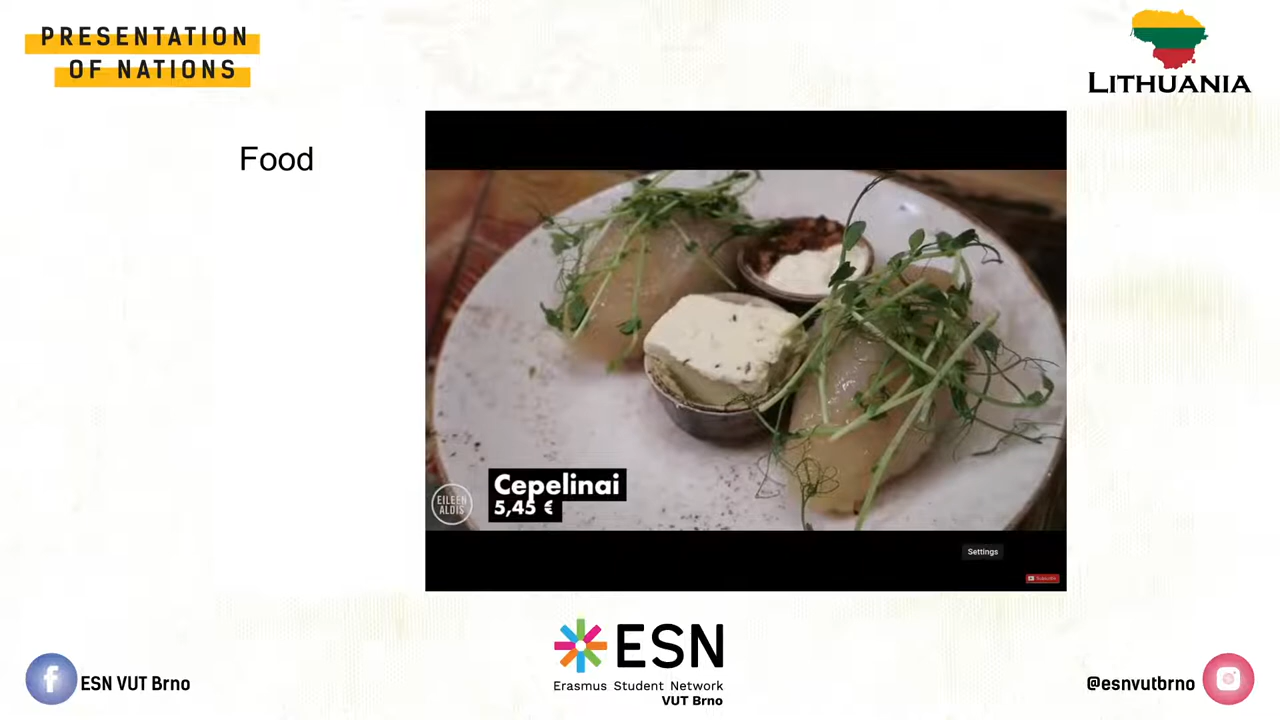 PRESENTATION
OF NATIONS
LITHUANIA
Food
Cepelinai
5,45 €
EILEEN
ALDIS
Settings
Subscribe
ESN
Erasmus Student Network
VUT Brno
f
ESN VUT Brno
@esnvutbrno